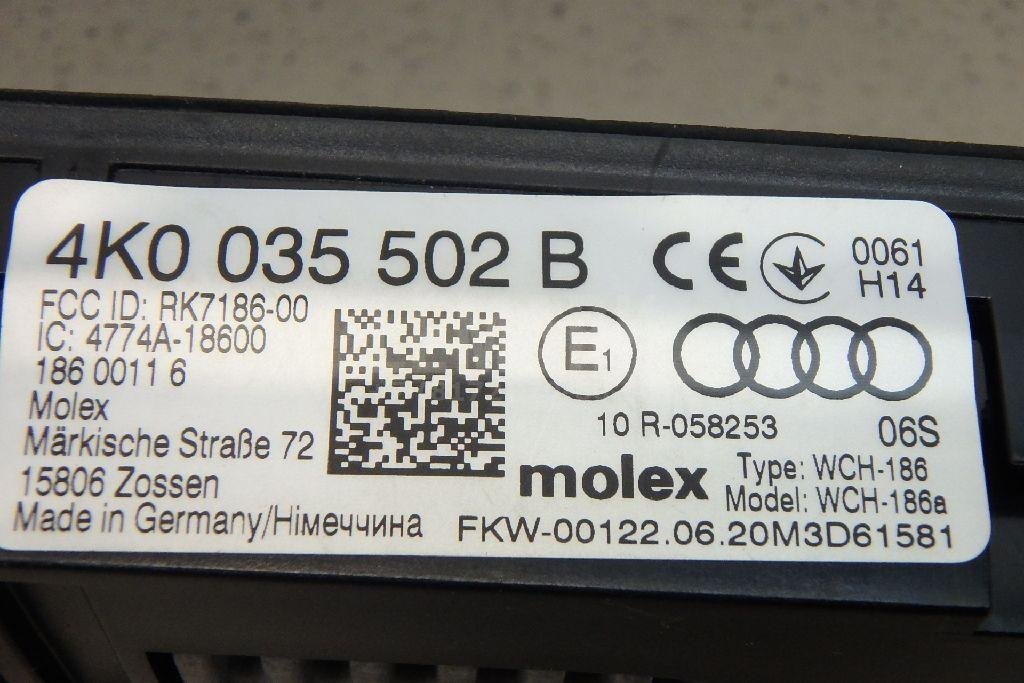 4K0 035 502 B
CE
0061
H14
FCC ID: RK7186-00
IC: 4774A-18600
186 0011 6
Molex
Märkische Straße 72
15806 Zossen
Made in Germany/Німеччина
E1
10 R-058253
06S
molex
Type: WCH-186
Model: WCH-186a
FKW-00122.06.20M3D61581